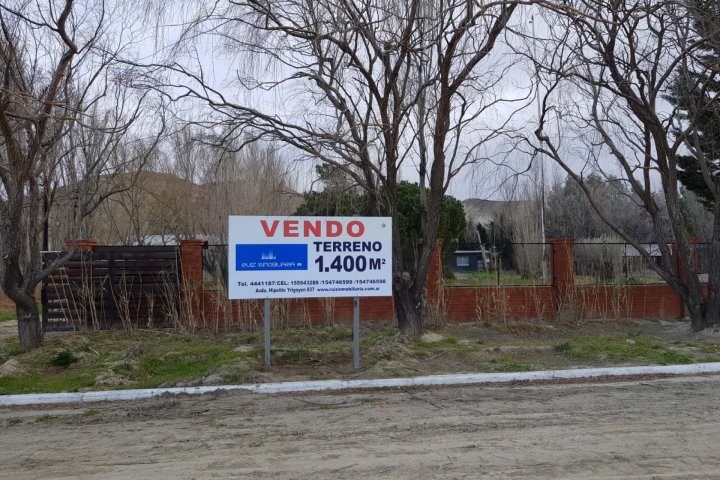 VENDO
RUIZ INMOBILIARIA
TERRENO
1.400 M²
Tel. 4441187/CEL: 155943288 /154746599 /154746598
Avda. Hipólito Yrigoyen 837 www.ruizinmobiliaria.com.ar